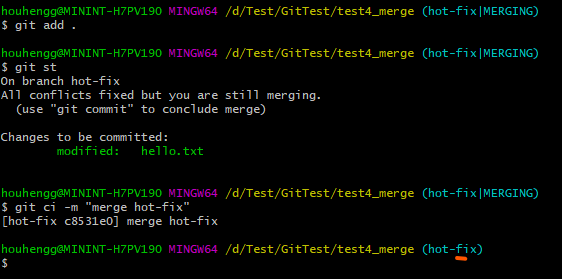 houhengg@MININT-H7PV190 MINGW64 /d/Test/GitTest/test4_merge (hot-fix|MERGING)
$ git add .
houhengg@MININT-H7PV190 MINGW64 /d/Test/GitTest/test4_merge (hot-fix|MERGING)
$ git st
On branch hot-fix
All conflicts fixed but you are still merging.
  (use "git commit" to conclude merge)
Changes to be committed:
        modified:   hello.txt
houhengg@MININT-H7PV190 MINGW64 /d/Test/GitTest/test4_merge (hot-fix|MERGING)
$ git ci -m "merge hot-fix"
[hot-fix c8531e0] merge hot-fix
houhengg@MININT-H7PV190 MINGW64 /d/Test/GitTest/test4_merge (hot-fix)
$